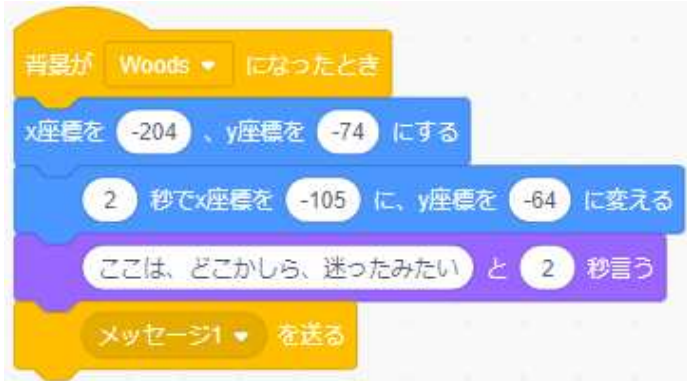 背景が Woods になったとき
x座標を -204 、y座標を -74 にする
2 秒でx座標を -105 に、y座標を -64 に変える
ここは、どこかしら、迷ったみたい と 2 秒言う
メッセージ1 を送る